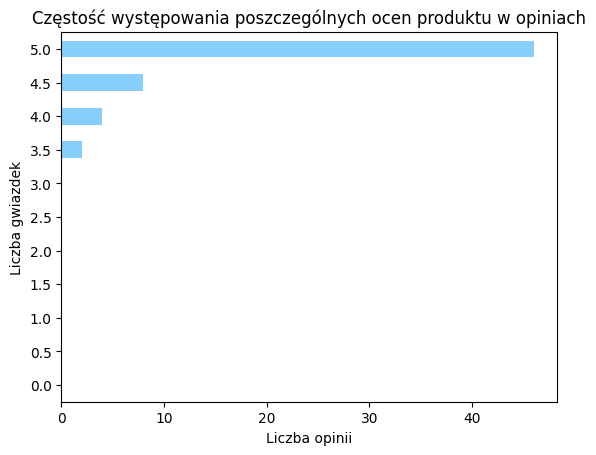 Częstość występowania poszczególnych ocen produktu w opiniach
5.0
4.5
4.0
3.5
3.0
2.5
2.0
1.5
1.0
0.5
0.0
Liczba gwiazdek
0 10 20 30 40
Liczba opinii